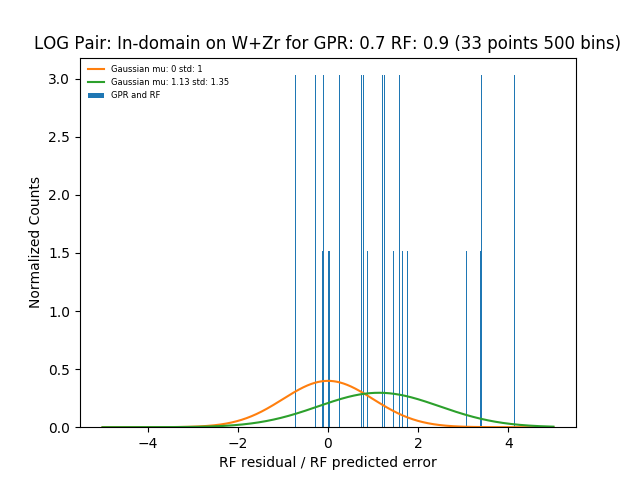 LOG Pair: In-domain on W+Zr for GPR: 0.7 RF: 0.9 (33 points 500 bins)
Gaussian mu: 0 std: 1
Gaussian mu: 1.13 std: 1.35
GPR and RF
3.0
2.5
2.0
1.5
1.0
0.5
0.0
Normalized Counts
−4 −2 0 2 4
RF residual / RF predicted error